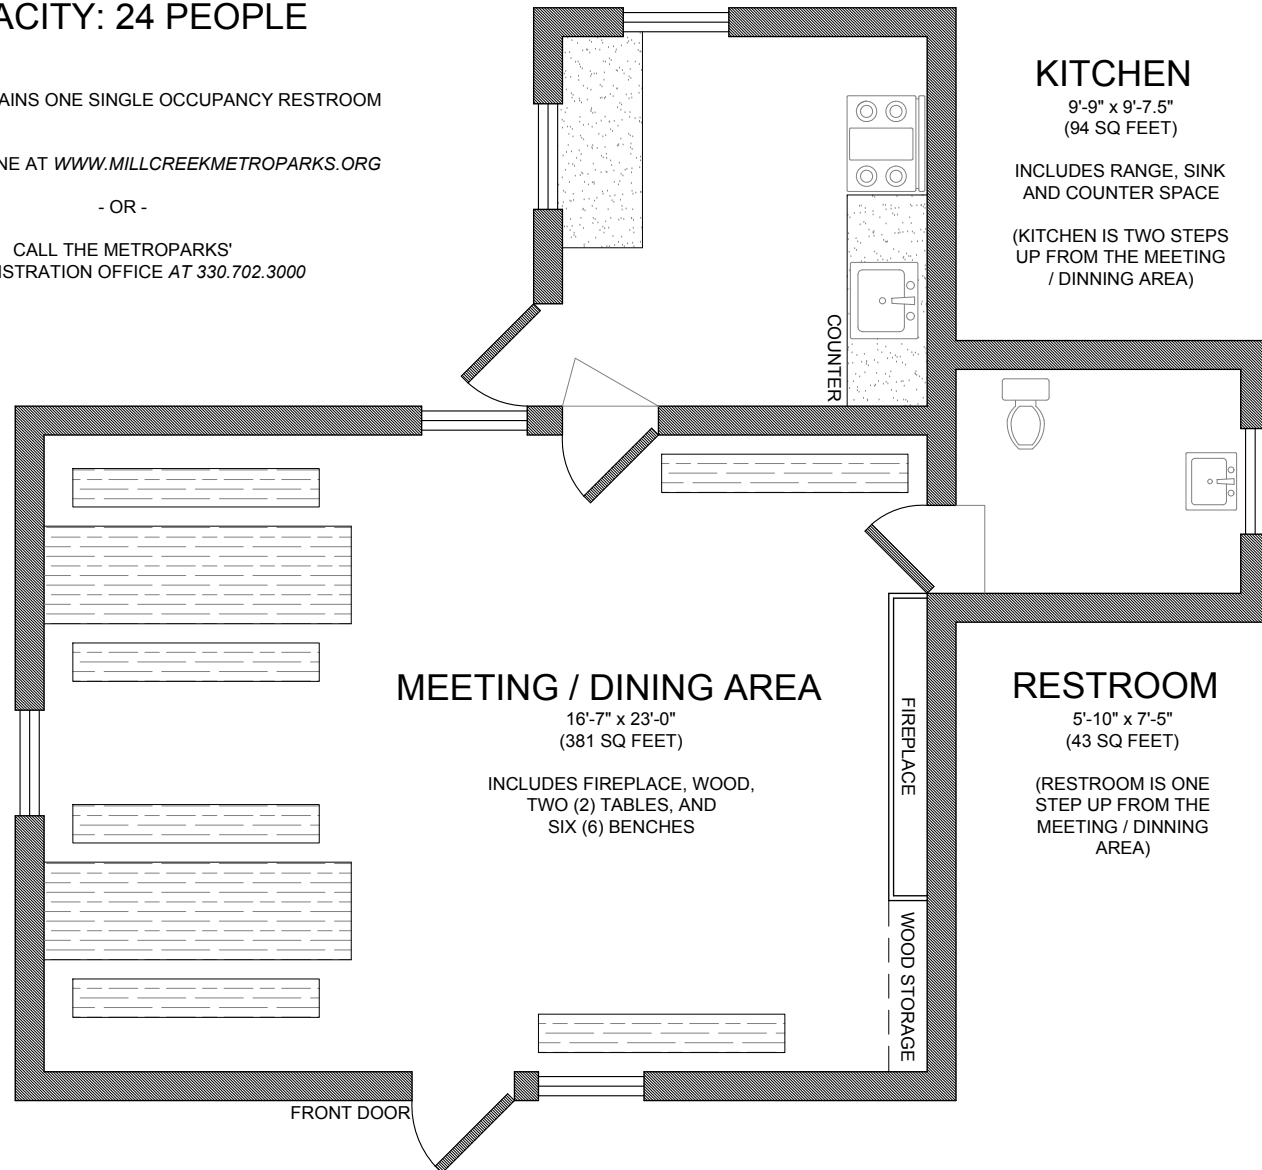 ACITY: 24 PEOPLE
AINS ONE SINGLE OCCUPANCY RESTROOM
NE AT WWW.MILLCREEKMETROPARKS.ORG
- OR -
CALL THE METROPARKS'
ISTRATION OFFICE AT 330.702.3000
KITCHEN
9'-9" x 9'-7.5"
(94 SQ FEET)
INCLUDES RANGE, SINK
AND COUNTER SPACE
(KITCHEN IS TWO STEPS
UP FROM THE MEETING
/ DINNING AREA)
COUNTER
MEETING / DINING AREA
16'-7" x 23'-0"
(381 SQ FEET)
INCLUDES FIREPLACE, WOOD,
TWO (2) TABLES, AND
SIX (6) BENCHES
FIREPLACE
WOOD STORAGE
RESTROOM
5'-10" x 7'-5"
(43 SQ FEET)
(RESTROOM IS ONE
STEP UP FROM THE
MEETING / DINNING
AREA)
FRONT DOOR